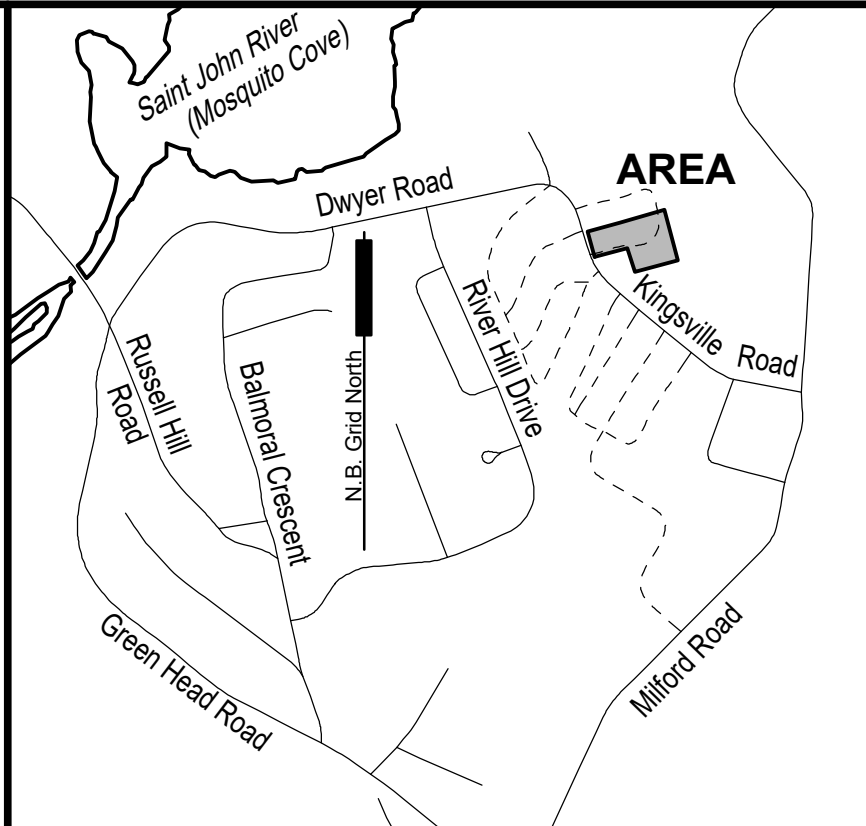 Saint John River
(Mosquito Cove)
AREA
Dwyer Road
Kingsville Road
River Hill Drive
Russell Hill
Road
Balmoral Crescent
N.B. Grid North
Green Head Road
Milford Road